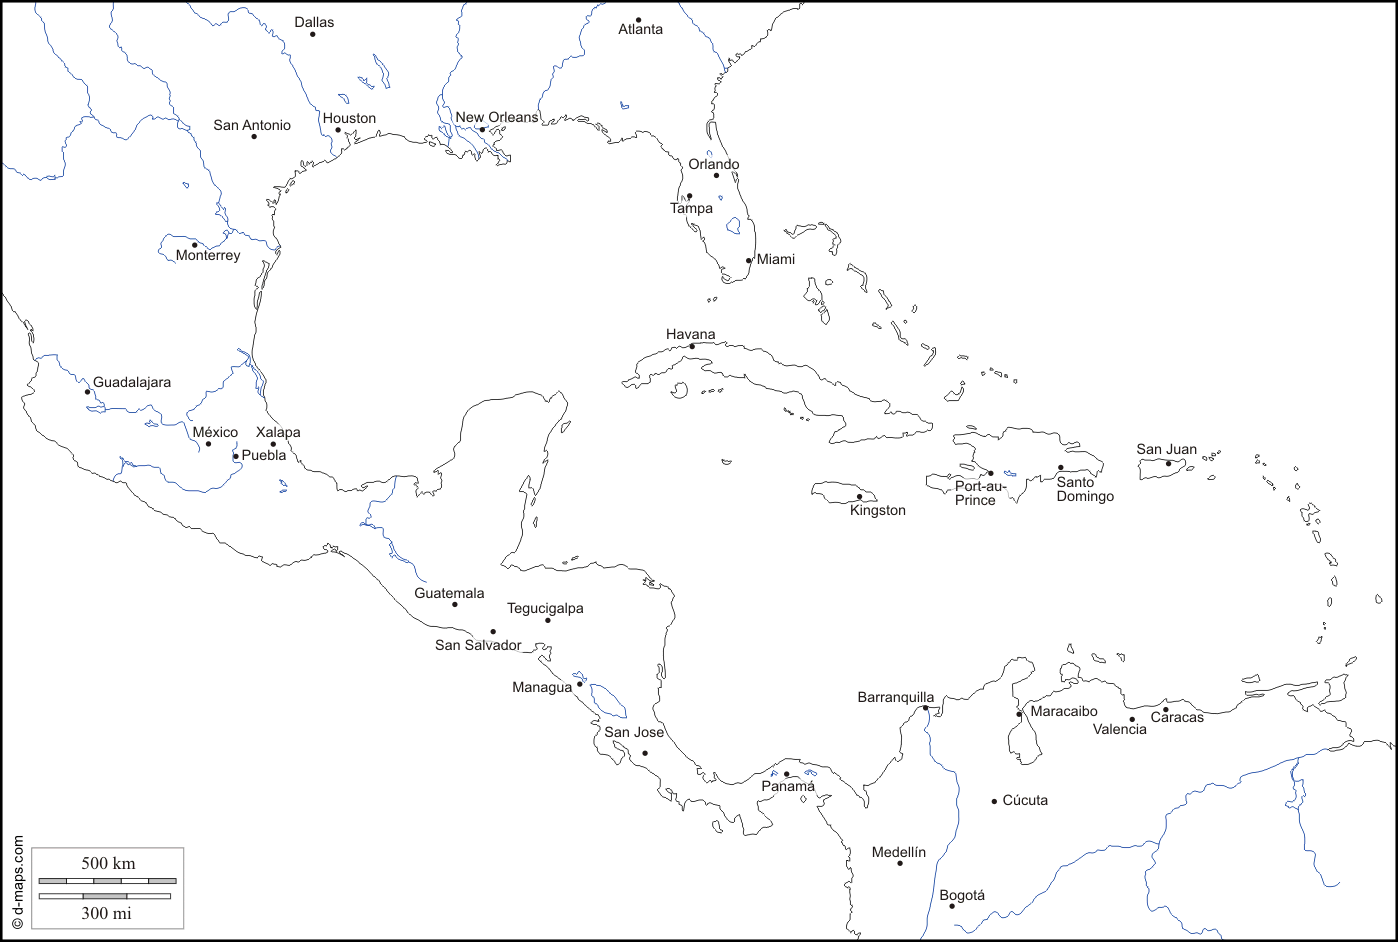 Dallas
Atlanta
San Antonio
Houston
New Orleans
Orlando
Tampa
Monterrey
Miami
Havana
Guadalajara
México
Xalapa
Puebla
San Juan
Port-au-
Prince
Santo
Domingo
Kingston
Guatemala
Tegucigalpa
San Salvador
Managua
San Jose
Barranquilla
Maracaibo
Valencia
Caracas
Panamá
Cúcuta
Medellín
Bogotá
500 km
300 mi
© d-maps.com